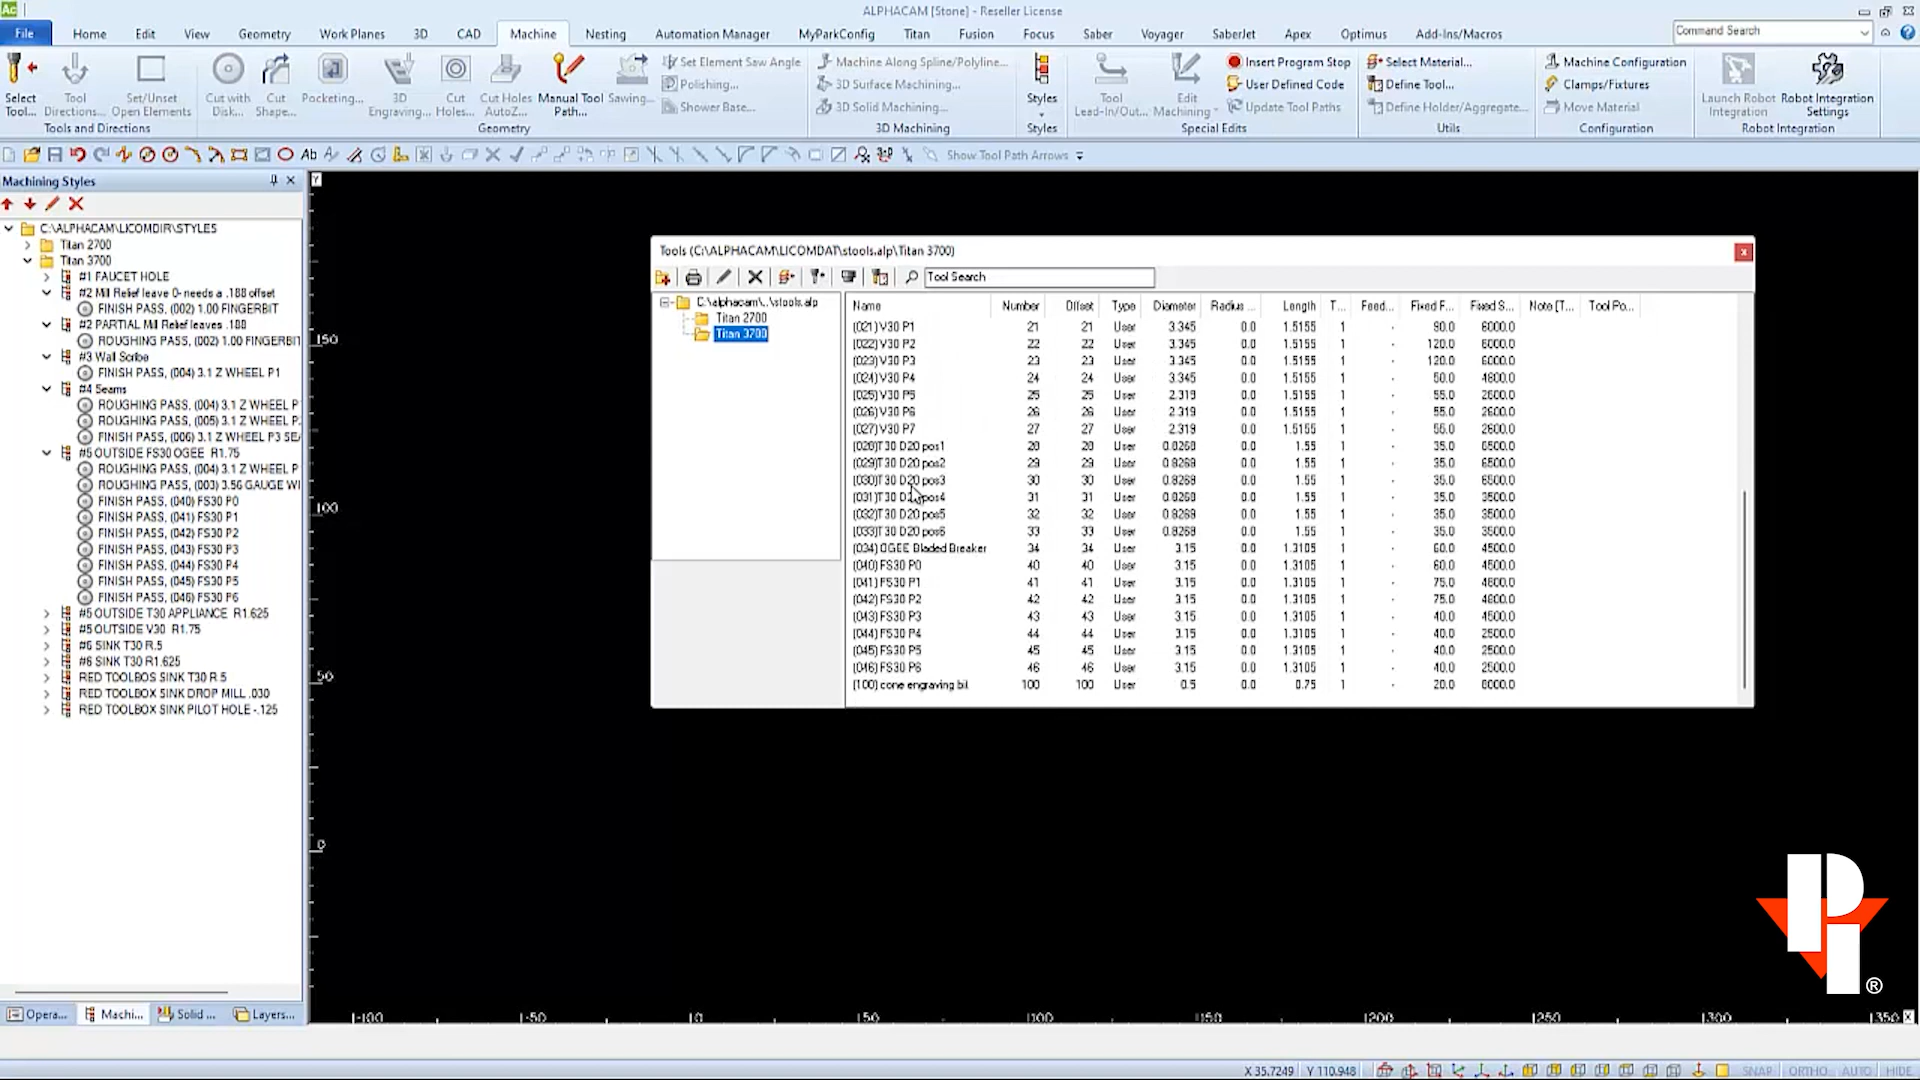 Ac
ALPHACAM [Stone] - Reseller License
File Home Edit View Geometry Work Planes 3D CAD Machine Nesting Automation Manager MyParkConfig Titan Fusion Focus Saber Voyager SaberJet Apex Optimus Add-Ins/Macros Command Search
Select Tool...
Tool Directions...
Set/Unset Open Elements
Tools and Directions
Cut with Disk...
Cut Shape...
Pocketing...
3D Engraving...
Cut Holes...
Cut Holes AutoZ...
Manual Tool Path...
Sawing...
Set Element Saw Angle
Polishing...
Shower Base...
Geometry
Machine Along Spline/Polyline...
3D Surface Machining...
3D Solid Machining...
3D Machining
Styles
Styles
Tool Lead-In/Out...
Edit Machining
Insert Program Stop
User Defined Code
Update Tool Paths
Special Edits
Select Material...
Define Tool...
Define Holder/Aggregate...
Utils
Machine Configuration
Clamps/Fixtures
Move Material
Configuration
Launch Robot Integration
Robot Integration Settings
Robot Integration
Ab
Show Tool Path Arrows
Machining Styles
C:\ALPHACAM\LICOMDIR\STYLES
Titan 2700
Titan 3700
#1 FAUCET HOLE
#2 Mill Relief leave 0- needs a .188 offset
FINISH PASS, (002) 1.00 FINGERBIT
#2 PARTIAL Mill Relief leaves .188
ROUGHING PASS, (002) 1.00 FINGERBIT
#3 Wall Scribe
FINISH PASS, (004) 3.1 Z WHEEL P1
#4 Seams
ROUGHING PASS, (004) 3.1 Z WHEEL P
ROUGHING PASS, (005) 3.1 Z WHEEL P
FINISH PASS, (006) 3.1 Z WHEEL P3 SE
#5 OUTSIDE FS30 OGEE R1.75
ROUGHING PASS, (004) 3.1 Z WHEEL P
ROUGHING PASS, (003) 3.56 GAUGE WI
FINISH PASS, (040) FS30 P0
FINISH PASS, (041) FS30 P1
FINISH PASS, (042) FS30 P2
FINISH PASS, (043) FS30 P3
FINISH PASS, (044) FS30 P4
FINISH PASS, (045) FS30 P5
FINISH PASS, (046) FS30 P6
#5 OUTSIDE T30 APPLIANCE R1.625
#5 OUTSIDE V30 R1.75
#6 SINK T30 R.5
#6 SINK T30 R1.625
RED TOOLBOS SINK T30 R.5
RED TOOLBOX SINK DROP MILL .030
RED TOOLBOX SINK PILOT HOLE -.125
Opera... Machi... Solid ... Layers...
Y
150
100
50
0
-100 -50 0 50 100 150 200 250 300 350 X
Tools (C:\ALPHACAM\LICOMDAT\stools.alp\Titan 3700)
Tool Search
C:\alphacam\..\stools.alp
Titan 2700
Titan 3700
Name Number Offset Type Diameter Radius ... Length T... Feed... Fixed F... Fixed S... Note [T... Tool Po...
(021) V30 P1 21 21 User 3.345 0.0 1.5155 1 - 90.0 6000.0
(022) V30 P2 22 22 User 3.345 0.0 1.5155 1 - 120.0 6000.0
(023) V30 P3 23 23 User 3.345 0.0 1.5155 1 - 120.0 6000.0
(024) V30 P4 24 24 User 3.345 0.0 1.5155 1 - 50.0 4800.0
(025) V30 P5 25 25 User 2.319 0.0 1.5155 1 - 55.0 2600.0
(026) V30 P6 26 26 User 2.319 0.0 1.5155 1 - 55.0 2600.0
(027) V30 P7 27 27 User 2.319 0.0 1.5155 1 - 55.0 2600.0
(028)T30 D20 pos1 28 28 User 0.8268 0.0 1.55 1 - 35.0 6500.0
(029)T30 D20 pos2 29 29 User 0.8268 0.0 1.55 1 - 35.0 6500.0
(030)T30 D20 pos3 30 30 User 0.8268 0.0 1.55 1 - 35.0 6500.0
(031)T30 D20 pos4 31 31 User 0.8268 0.0 1.55 1 - 35.0 3500.0
(032)T30 D20 pos5 32 32 User 0.8268 0.0 1.55 1 - 35.0 3500.0
(033)T30 D20 pos6 33 33 User 0.8268 0.0 1.55 1 - 35.0 3500.0
(034) OGEE Bladed Breaker 34 34 User 3.15 0.0 1.3105 1 - 60.0 4500.0
(040) FS30 P0 40 40 User 3.15 0.0 1.3105 1 - 60.0 4500.0
(041) FS30 P1 41 41 User 3.15 0.0 1.3105 1 - 75.0 4800.0
(042) FS30 P2 42 42 User 3.15 0.0 1.3105 1 - 75.0 4800.0
(043) FS30 P3 43 43 User 3.15 0.0 1.3105 1 - 40.0 4500.0
(044) FS30 P4 44 44 User 3.15 0.0 1.3105 1 - 40.0 2500.0
(045) FS30 P5 45 45 User 3.15 0.0 1.3105 1 - 40.0 2500.0
(046) FS30 P6 46 46 User 3.15 0.0 1.3105 1 - 40.0 2500.0
(100) cone engraving bit 100 100 User 0.5 0.0 0.75 1 - 20.0 8000.0
PI ®
X 35.7249 Y 110.948 SNAP ORTHO AUTO HIDE